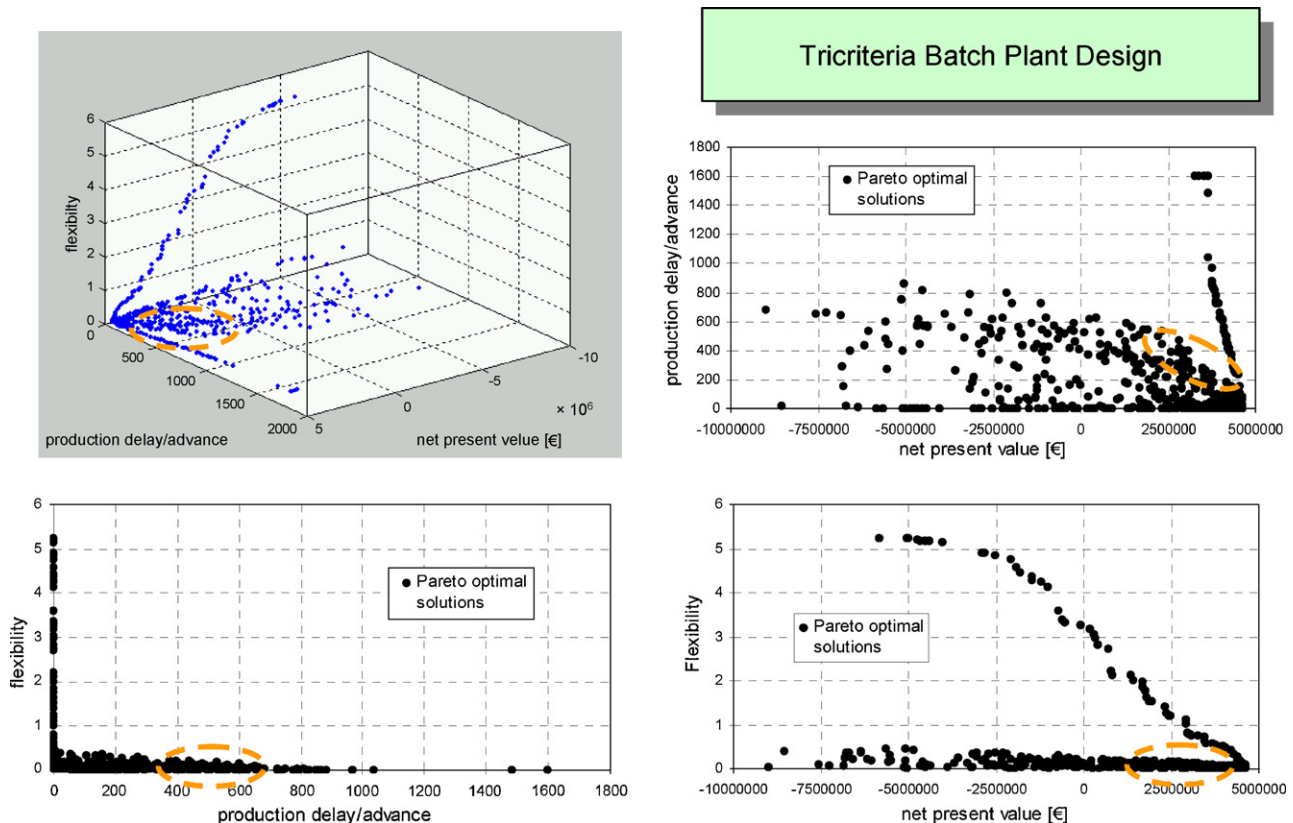 Tricriteria Batch Plant Design
6
5
4
3
2
1
0
flexibilty
0
500
1000
1500
2000
5
0
-5
-10
× 10⁶
production delay/advance
net present velue [€]
1800
1600
1400
1200
1000
800
600
400
200
0
production delay/advance
Pareto optimal
solutions
-10000000 -7500000 -5000000 -2500000 0 2500000 5000000
net present value [€]
6
5
4
3
2
1
0
flexibility
Pareto optimal
solutions
0 200 400 600 800 1000 1200 1400 1600 1800
production delay/advance
6
5
4
3
2
1
0
Flexibility
Pareto optimal
solutions
-10000000 -7500000 -5000000 -2500000 0 2500000 5000000
net present value [€]